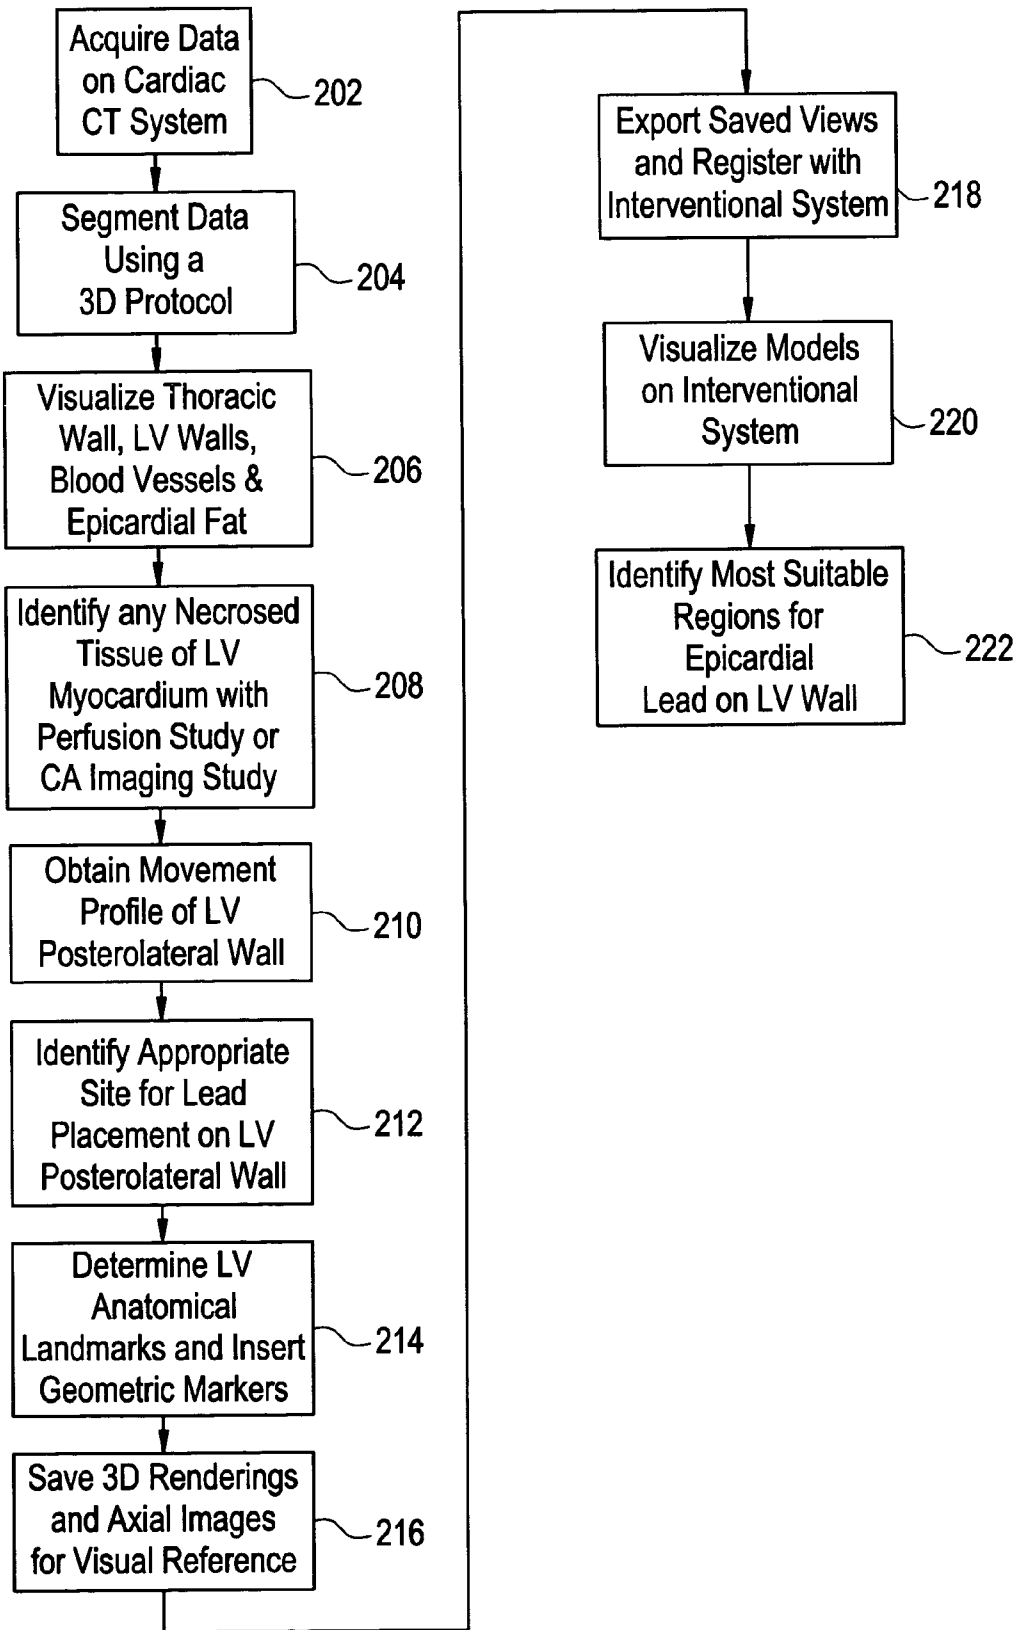 Acquire Data
on Cardiac
CT System
202
Segment Data
Using a
3D Protocol
204
Visualize Thoracic
Wall, LV Walls,
Blood Vessels &
Epicardial Fat
206
Identify any Necrosed
Tissue of LV
Myocardium with
Perfusion Study or
CA Imaging Study
208
Obtain Movement
Profile of LV
Posterolateral Wall
210
Identify Appropriate
Site for Lead
Placement on LV
Posterolateral Wall
212
Determine LV
Anatomical
Landmarks and Insert
Geometric Markers
214
Save 3D Renderings
and Axial Images
for Visual Reference
216
Export Saved Views
and Register with
Interventional System
218
Visualize Models
on Interventional
System
220
Identify Most Suitable
Regions for
Epicardial
Lead on LV Wall
222